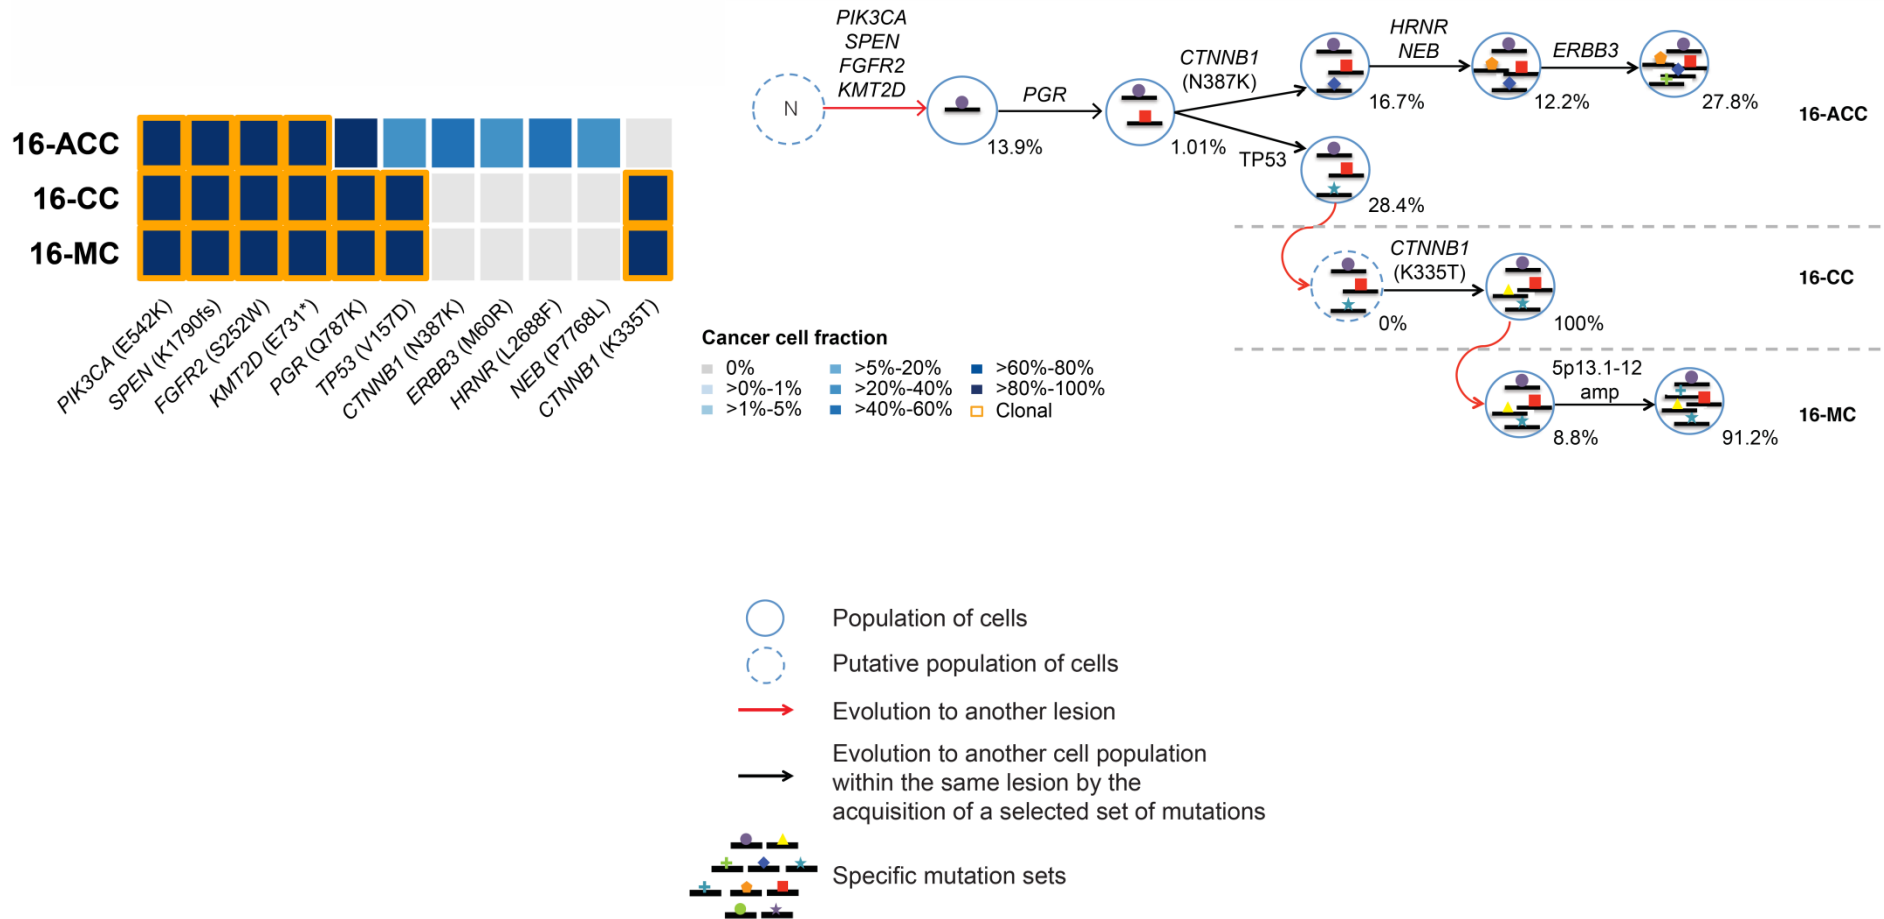 16-ACC
16-CC
16-MC
PIK3CA (E542K)
SPEN (K1790fs)
FGFR2 (S252W)
KMT2D (E731*)
PGR (Q787K)
TP53 (V157D)
CTNNB1 (N387K)
ERBB3 (M60R)
HRNR (L2688F)
NEB (P7768L)
CTNNB1 (K335T)
Cancer cell fraction
0%
>0%-1%
>1%-5%
>5%-20%
>20%-40%
>40%-60%
>60%-80%
>80%-100%
Clonal
N
PIK3CA
SPEN
FGFR2
KMT2D
13.9%
PGR
1.01%
CTNNB1
(N387K)
TP53
16.7%
HRNR
NEB
12.2%
ERBB3
27.8%
16-ACC
28.4%
0%
CTNNB1
(K335T)
100%
16-CC
8.8%
5p13.1-12
amp
91.2%
16-MC
Population of cells
Putative population of cells
Evolution to another lesion
Evolution to another cell population
within the same lesion by the
acquisition of a selected set of mutations
Specific mutation sets